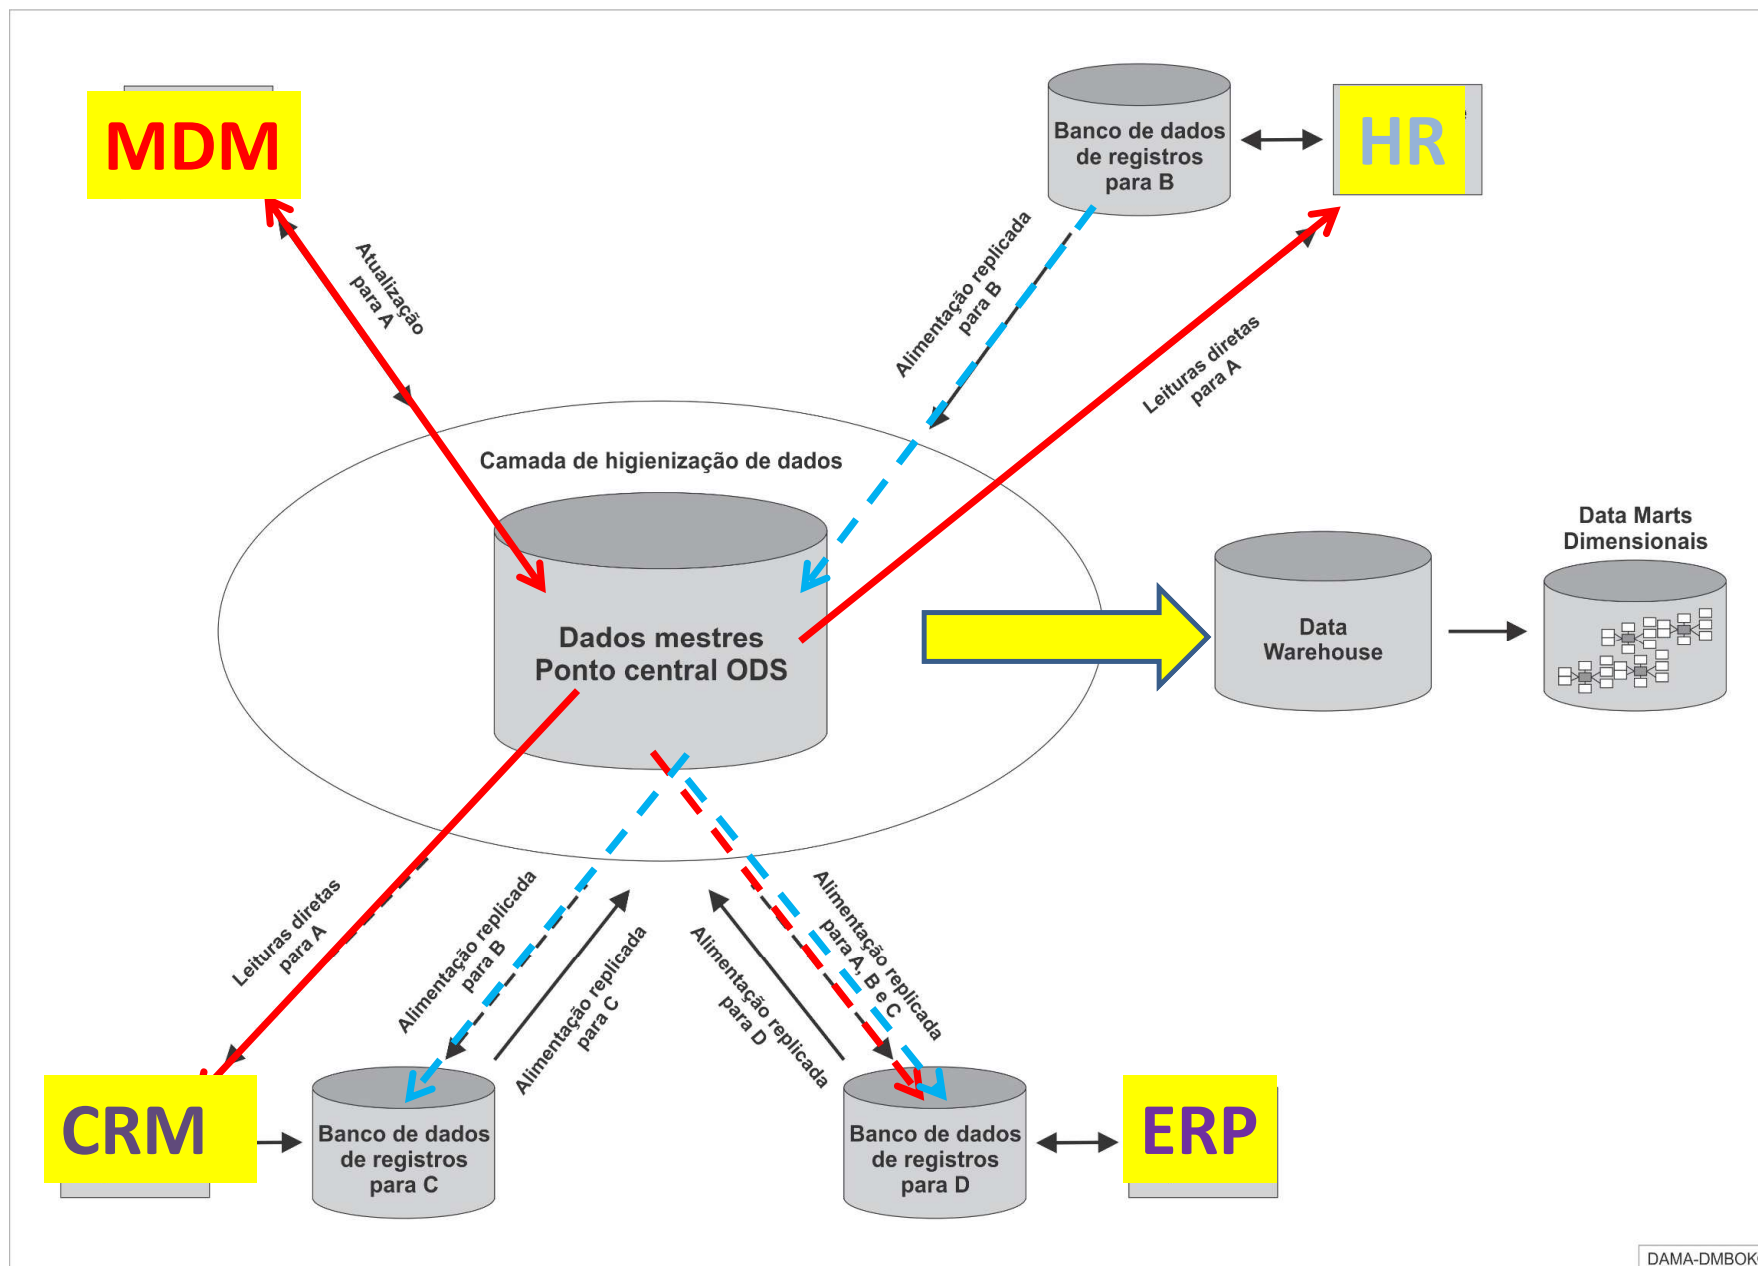 MDM
Banco de dados
de registros
para B
HR
Atualização
para A
Alimentação replicada
para B
Leituras diretas
para A
Camada de higienização de dados
Dados mestres
Ponto central ODS
Data
Warehouse
Data Marts
Dimensionais
Leituras diretas
para A
Alimentação replicada
para B
Alimentação replicada
para C
Alimentação replicada
para D
Alimentação replicada
para A, B e C
CRM
Banco de dados
de registros
para C
Banco de dados
de registros
para D
ERP
DAMA-DMBOK